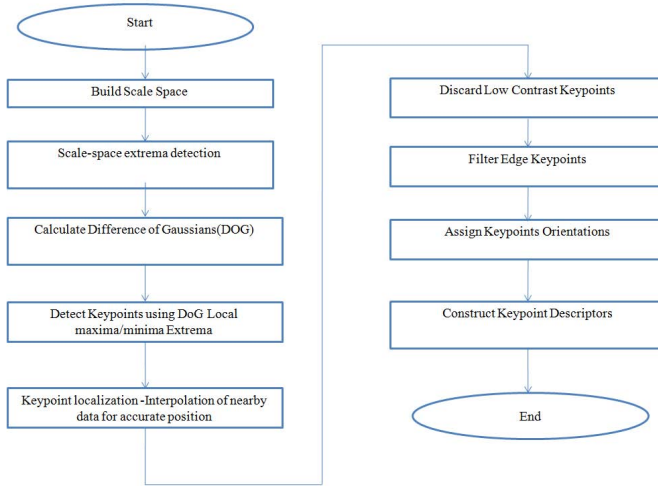 Start
Build Scale Space
Scale-space extrema detection
Calculate Difference of Gaussians(DOG)
Detect Keypoints using DoG Local
maxima/minima Extrema
Keypoint localization-Interpolation of nearby
data for accurate position
Discard Low Contrast Keypoints
Filter Edge Keypoints
Assign Keypoints Orientations
Construct Keypoint Descriptors
End